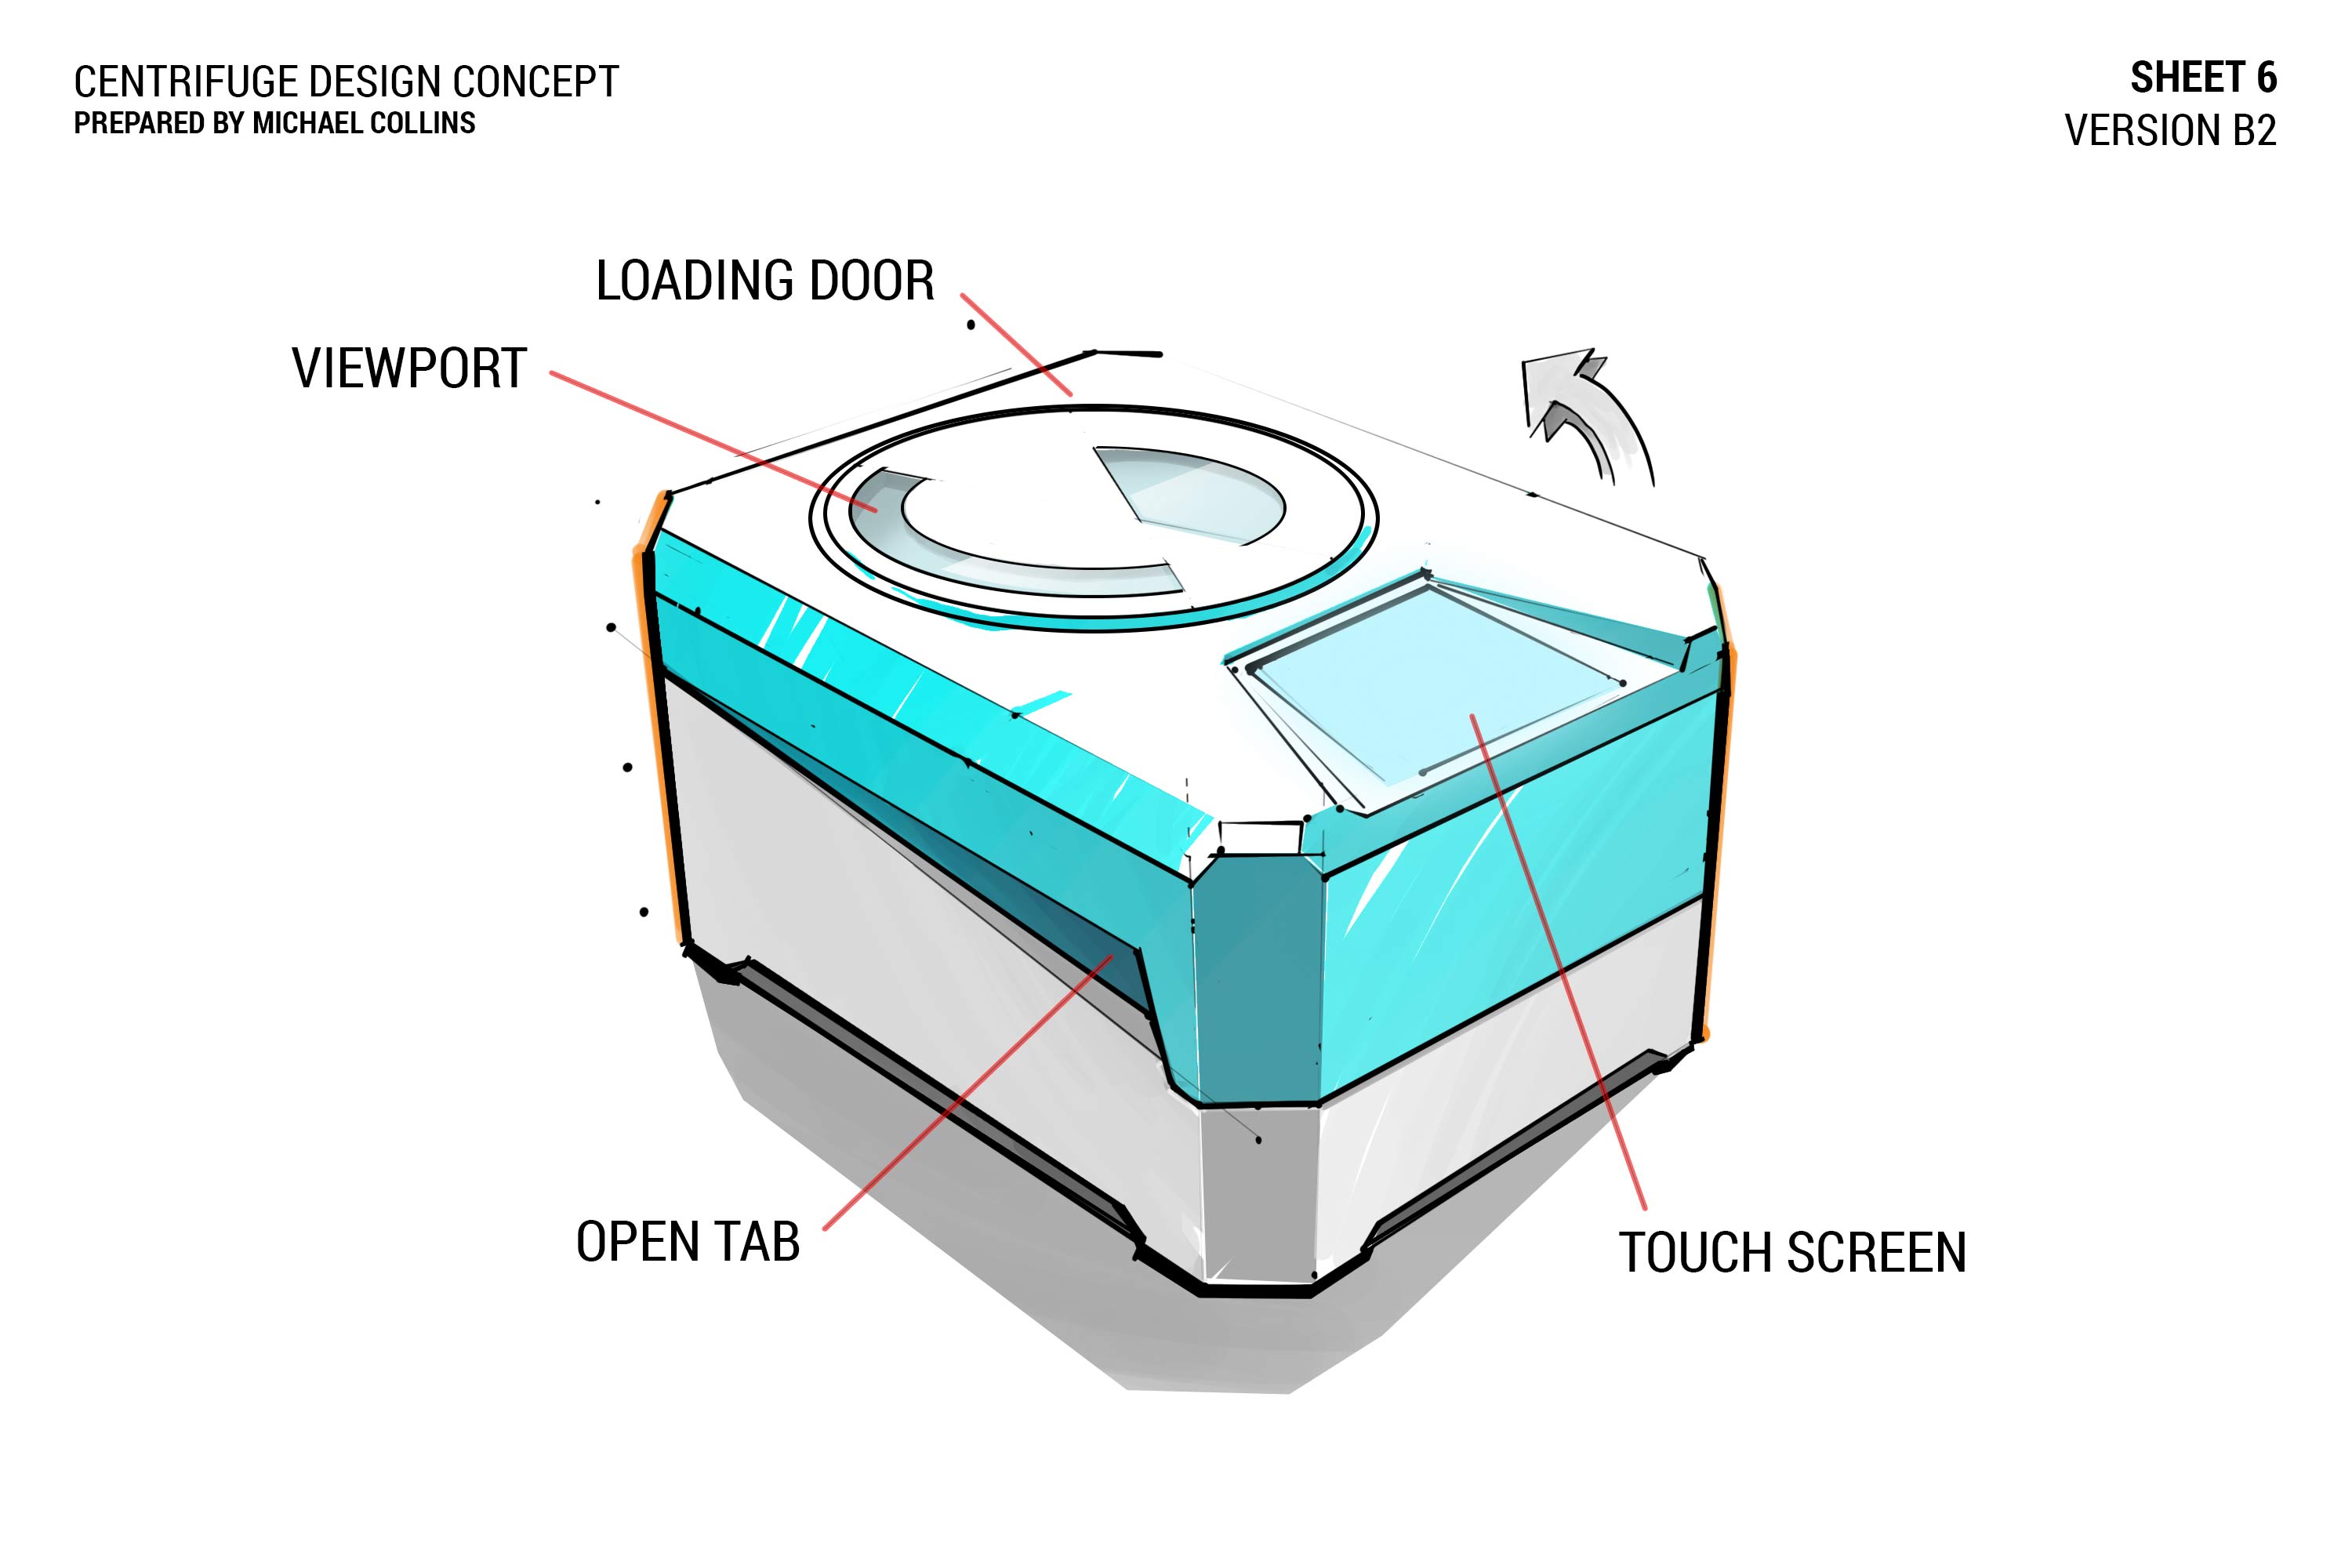 CENTRIFUGE DESIGN CONCEPT
PREPARED BY MICHAEL COLLINS
SHEET 6
VERSION B2
LOADING DOOR
VIEWPORT
OPEN TAB
TOUCH SCREEN